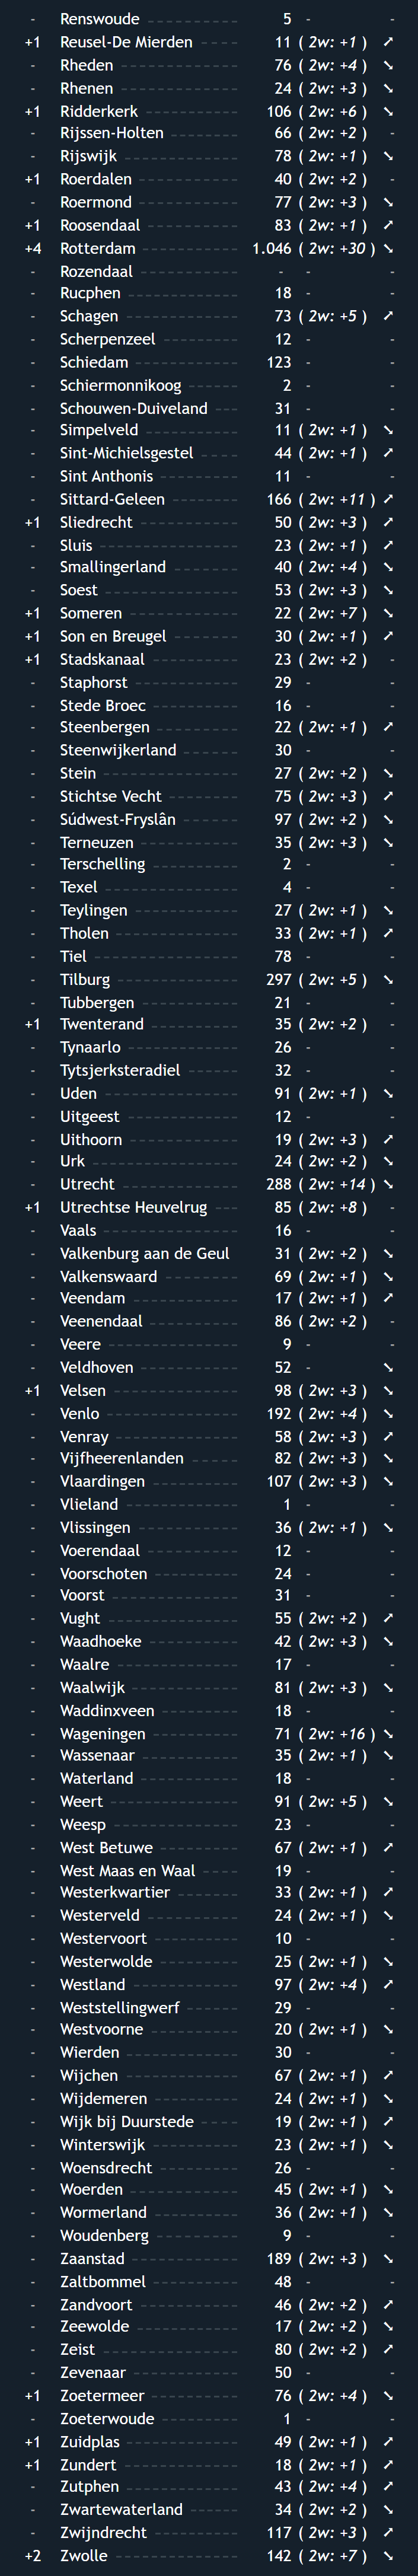 - Renswoude 5 - -
+1 Reusel-De Mierden 11 ( 2w: +1 ) ↗
- Rheden 76 ( 2w: +4 ) ↘
- Rhenen 24 ( 2w: +3 ) ↘
+1 Ridderkerk 106 ( 2w: +6 ) ↘
- Rijssen-Holten 66 ( 2w: +2 ) -
- Rijswijk 78 ( 2w: +1 ) ↘
+1 Roerdalen 40 ( 2w: +2 ) -
- Roermond 77 ( 2w: +3 ) ↘
+1 Roosendaal 83 ( 2w: +1 ) ↗
+4 Rotterdam 1.046 ( 2w: +30 ) ↘
- Rozendaal - - -
- Rucphen 18 - -
- Schagen 73 ( 2w: +5 ) ↗
- Scherpenzeel 12 - -
- Schiedam 123 - -
- Schiermonnikoog 2 - -
- Schouwen-Duiveland 31 - -
- Simpelveld 11 ( 2w: +1 ) ↘
- Sint-Michielsgestel 44 ( 2w: +1 ) ↗
- Sint Anthonis 11 - -
- Sittard-Geleen 166 ( 2w: +11 ) ↗
+1 Sliedrecht 50 ( 2w: +3 ) ↗
- Sluis 23 ( 2w: +1 ) ↗
- Smallingerland 40 ( 2w: +4 ) ↘
- Soest 53 ( 2w: +3 ) ↘
+1 Someren 22 ( 2w: +7 ) ↘
+1 Son en Breugel 30 ( 2w: +1 ) ↗
+1 Stadskanaal 23 ( 2w: +2 ) -
- Staphorst 29 - -
- Stede Broec 16 - -
- Steenbergen 22 ( 2w: +1 ) ↗
- Steenwijkerland 30 - -
- Stein 27 ( 2w: +2 ) ↘
- Stichtse Vecht 75 ( 2w: +3 ) ↗
- Súdwest-Fryslân 97 ( 2w: +2 ) ↘
- Terneuzen 35 ( 2w: +3 ) ↘
- Terschelling 2 - -
- Texel 4 - -
- Teylingen 27 ( 2w: +1 ) ↘
- Tholen 33 ( 2w: +1 ) ↗
- Tiel 78 - -
- Tilburg 297 ( 2w: +5 ) ↘
- Tubbergen 21 - -
+1 Twenterand 35 ( 2w: +2 ) -
- Tynaarlo 26 - -
- Tytsjerksteradiel 32 - -
- Uden 91 ( 2w: +1 ) ↘
- Uitgeest 12 - -
- Uithoorn 19 ( 2w: +3 ) ↗
- Urk 24 ( 2w: +2 ) ↘
- Utrecht 288 ( 2w: +14 ) ↘
+1 Utrechtse Heuvelrug 85 ( 2w: +8 ) -
- Vaals 16 - -
- Valkenburg aan de Geul 31 ( 2w: +2 ) ↘
- Valkenswaard 69 ( 2w: +1 ) ↘
- Veendam 17 ( 2w: +1 ) ↗
- Veenendaal 86 ( 2w: +2 ) -
- Veere 9 - -
- Veldhoven 52 - ↘
+1 Velsen 98 ( 2w: +3 ) ↘
- Venlo 192 ( 2w: +4 ) ↘
- Venray 58 ( 2w: +3 ) ↗
- Vijfheerenlanden 82 ( 2w: +3 ) ↘
- Vlaardingen 107 ( 2w: +3 ) ↘
- Vlieland 1 - -
- Vlissingen 36 ( 2w: +1 ) ↘
- Voerendaal 12 - -
- Voorschoten 24 - -
- Voorst 31 - -
- Vught 55 ( 2w: +2 ) ↗
- Waadhoeke 42 ( 2w: +3 ) ↘
- Waalre 17 - -
- Waalwijk 81 ( 2w: +3 ) ↘
- Waddinxveen 18 - -
- Wageningen 71 ( 2w: +16 ) ↘
- Wassenaar 35 ( 2w: +1 ) ↘
- Waterland 18 - -
- Weert 91 ( 2w: +5 ) ↘
- Weesp 23 - -
- West Betuwe 67 ( 2w: +1 ) ↗
- West Maas en Waal 19 - -
- Westerkwartier 33 ( 2w: +1 ) ↗
- Westerveld 24 ( 2w: +1 ) ↘
- Westervoort 10 - -
- Westerwolde 25 ( 2w: +1 ) ↘
- Westland 97 ( 2w: +4 ) ↗
- Weststellingwerf 29 - -
- Westvoorne 20 ( 2w: +1 ) ↘
- Wierden 30 - -
- Wijchen 67 ( 2w: +1 ) ↗
- Wijdemeren 24 ( 2w: +1 ) ↘
- Wijk bij Duurstede 19 ( 2w: +1 ) ↗
- Winterswijk 23 ( 2w: +1 ) ↘
- Woensdrecht 26 - -
- Woerden 45 ( 2w: +1 ) ↘
- Wormerland 36 ( 2w: +1 ) ↘
- Woudenberg 9 - -
- Zaanstad 189 ( 2w: +3 ) ↘
- Zaltbommel 48 - -
- Zandvoort 46 ( 2w: +2 ) ↗
- Zeewolde 17 ( 2w: +2 ) ↘
- Zeist 80 ( 2w: +2 ) ↗
- Zevenaar 50 - -
+1 Zoetermeer 76 ( 2w: +4 ) ↘
- Zoeterwoude 1 - -
+1 Zuidplas 49 ( 2w: +1 ) ↗
+1 Zundert 18 ( 2w: +1 ) ↗
- Zutphen 43 ( 2w: +4 ) ↗
- Zwartewaterland 34 ( 2w: +2 ) ↘
- Zwijndrecht 117 ( 2w: +3 ) ↗
+2 Zwolle 142 ( 2w: +7 ) ↘